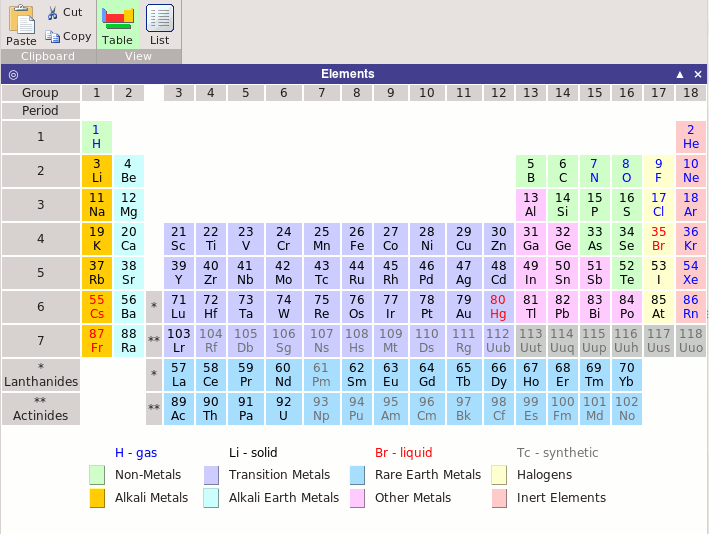 Cut
Paste Copy Table List
Clipboard View
Elements
Group 1 2 3 4 5 6 7 8 9 10 11 12 13 14 15 16 17 18
Period
1 2
1 H He
3 4 5 6 7 8 9 10
2 Li Be B C N O F Ne
11 12 13 14 15 16 17 18
3 Na Mg Al Si P S Cl Ar
19 20 21 22 23 24 25 26 27 28 29 30 31 32 33 34 35 36
4 K Ca Sc Ti V Cr Mn Fe Co Ni Cu Zn Ga Ge As Se Br Kr
37 38 39 40 41 42 43 44 45 46 47 48 49 50 51 52 53 54
5 Rb Sr Y Zr Nb Mo Tc Ru Rh Pd Ag Cd In Sn Sb Te I Xe
55 56 71 72 73 74 75 76 77 78 79 80 81 82 83 84 85 86
6 Cs Ba * Lu Hf Ta W Re Os Ir Pt Au Hg Tl Pb Bi Po At Rn
87 88 103 104 105 106 107 108 109 110 111 112 113 114 115 116 117 118
7 Fr Ra ** Lr Rf Db Sg Ns Hs Mt Ds Rg Uub Uut Uuq Uup Uuh Uus Uuo
* 57 58 59 60 61 62 63 64 65 66 67 68 69 70
Lanthanides * La Ce Pr Nd Pm Sm Eu Gd Tb Dy Ho Er Tm Yb
** 89 90 91 92 93 94 95 96 97 98 99 100 101 102
Actinides ** Ac Th Pa U Np Pu Am Cm Bk Cf Es Fm Md No
H - gas Li - solid Br - liquid Tc - synthetic
Non-Metals Transition Metals Rare Earth Metals Halogens
Alkali Metals Alkali Earth Metals Other Metals Inert Elements